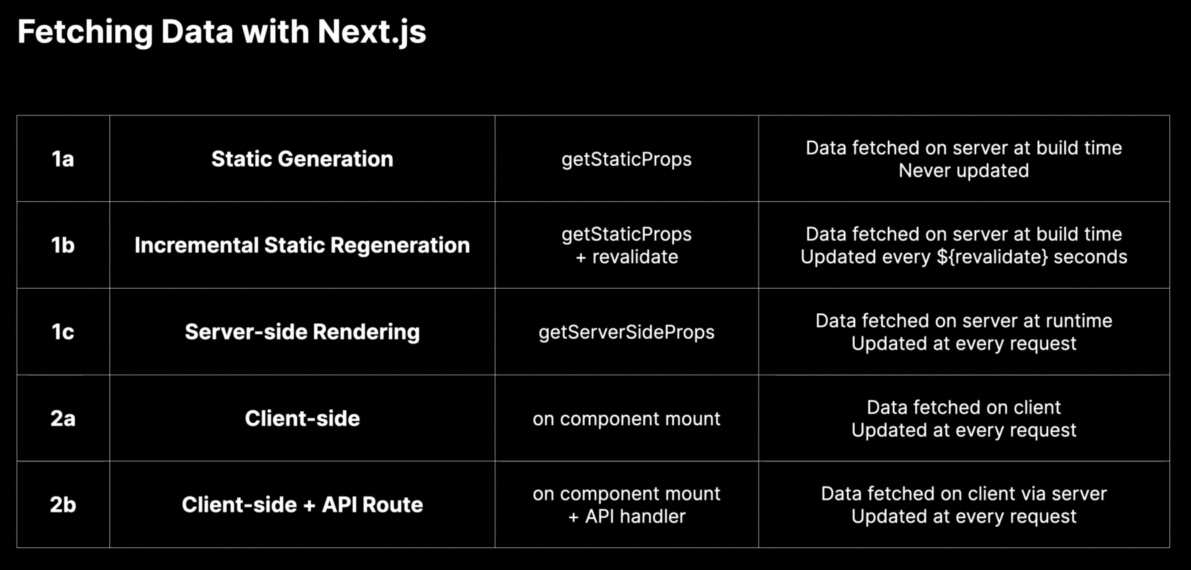 Fetching Data with Next.js
1a
Static Generation
getStaticProps
Data fetched on server at build time
Never updated
1b
Incremental Static Regeneration
getStaticProps
+ revalidate
Data fetched on server at build time
Updated every ${revalidate} seconds
1c
Server-side Rendering
getServerSideProps
Data fetched on server at runtime
Updated at every request
2a
Client-side
on component mount
Data fetched on client
Updated at every request
2b
Client-side + API Route
on component mount
+ API handler
Data fetched on client via server
Updated at every request